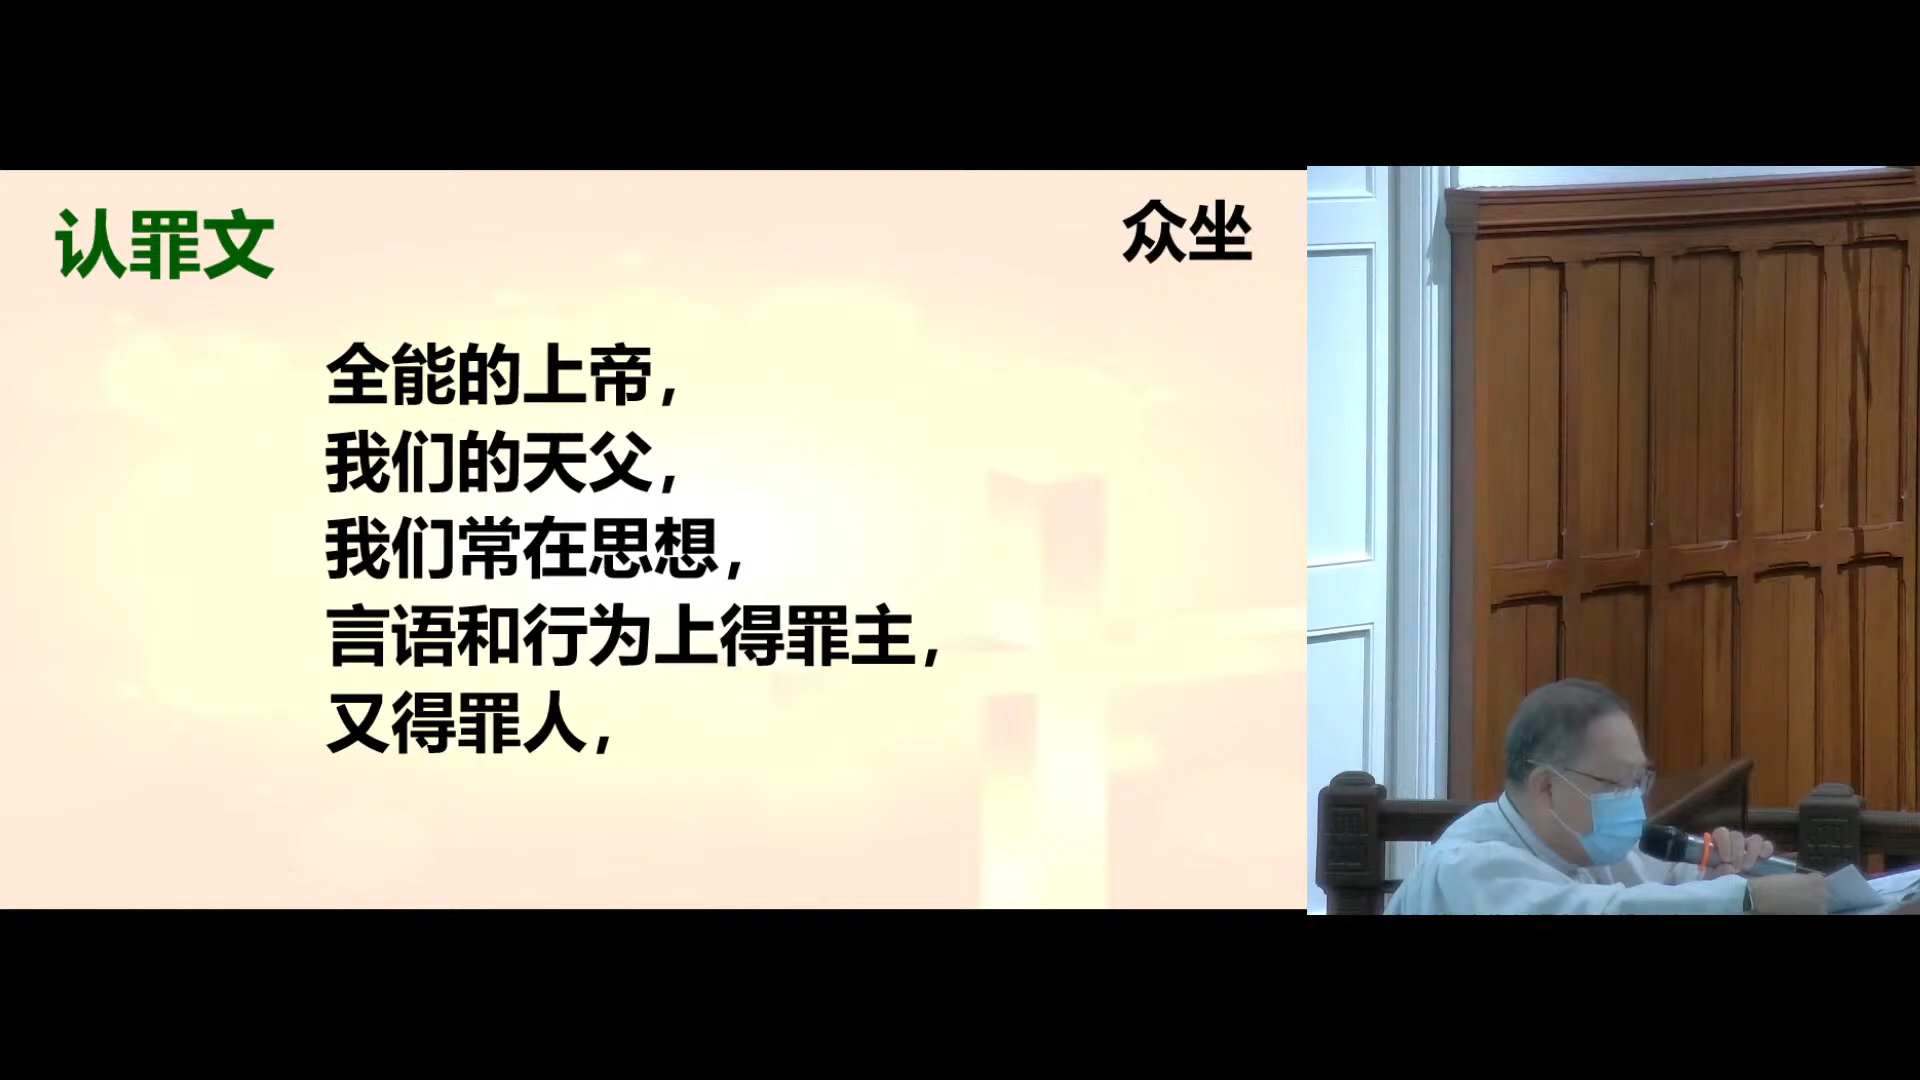 认罪文
众坐
全能的上帝，
我们的天父，
我们常在思想，
言语和行为上得罪主，
又得罪人，